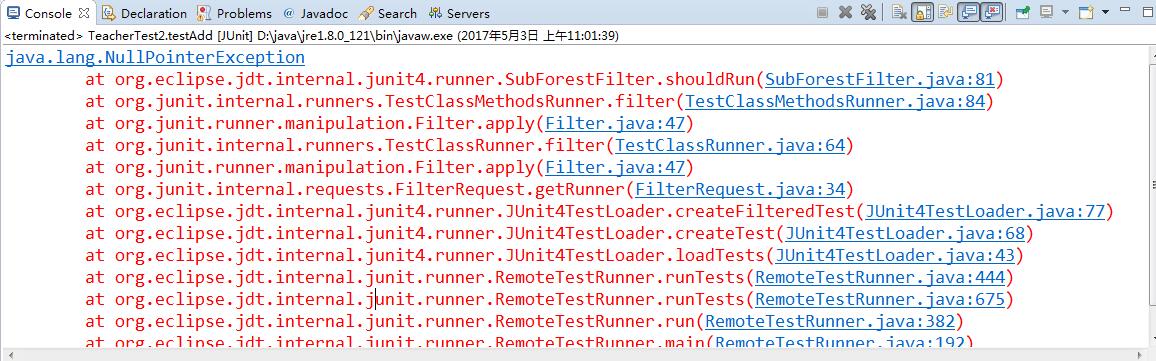 Console Declaration Problems @ Javadoc Search Servers
<terminated> TeacherTest2.testAdd [JUnit] D:\java\jre1.8.0_121\bin\javaw.exe (2017年5月3日 上午11:01:39)
java.lang.NullPointerException
at org.eclipse.jdt.internal.junit4.runner.SubForestFilter.shouldRun(SubForestFilter.java:81)
at org.junit.internal.runners.TestClassMethodsRunner.filter(TestClassMethodsRunner.java:84)
at org.junit.runner.manipulation.Filter.apply(Filter.java:47)
at org.junit.internal.runners.TestClassRunner.filter(TestClassRunner.java:64)
at org.junit.runner.manipulation.Filter.apply(Filter.java:47)
at org.junit.internal.requests.FilterRequest.getRunner(FilterRequest.java:34)
at org.eclipse.jdt.internal.junit4.runner.JUnit4TestLoader.createFilteredTest(JUnit4TestLoader.java:77)
at org.eclipse.jdt.internal.junit4.runner.JUnit4TestLoader.createTest(JUnit4TestLoader.java:68)
at org.eclipse.jdt.internal.junit4.runner.JUnit4TestLoader.loadTests(JUnit4TestLoader.java:43)
at org.eclipse.jdt.internal.junit.runner.RemoteTestRunner.runTests(RemoteTestRunner.java:444)
at org.eclipse.jdt.internal.junit.runner.RemoteTestRunner.runTests(RemoteTestRunner.java:675)
at org.eclipse.jdt.internal.junit.runner.RemoteTestRunner.run(RemoteTestRunner.java:382)
at org.eclipse.jdt.internal.junit.runner.RemoteTestRunner.main(RemoteTestRunner.java:192)